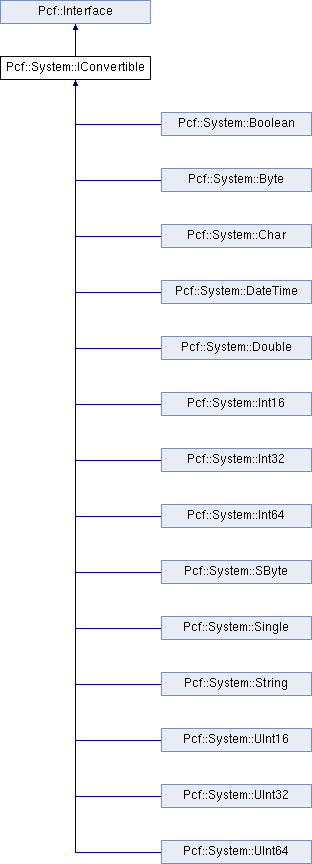 Pcf::Interface
Pcf::System::IConvertible
Pcf::System::Boolean
Pcf::System::Byte
Pcf::System::Char
Pcf::System::DateTime
Pcf::System::Double
Pcf::System::Int16
Pcf::System::Int32
Pcf::System::Int64
Pcf::System::SByte
Pcf::System::Single
Pcf::System::String
Pcf::System::UInt16
Pcf::System::UInt32
Pcf::System::UInt64